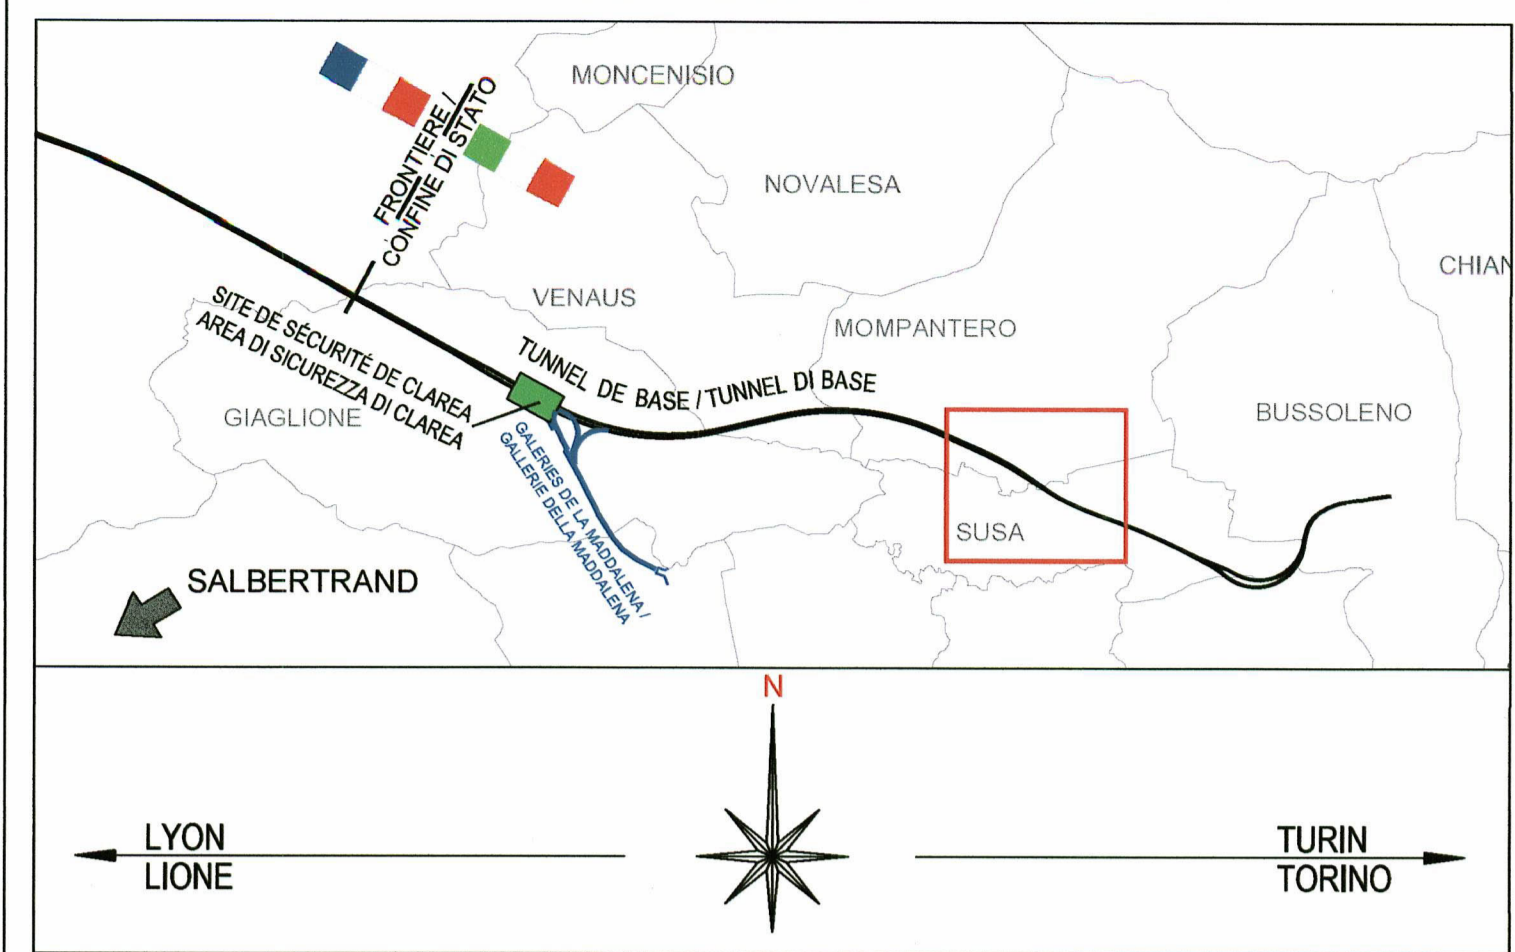 MONCENISIO
FRONTIERE /
CONFINE DI STATO
NOVALESA
CHIAN
VENAUS
SITE DE SÉCURITÉ DE CLAREA
AREA DI SICUREZZA DI CLAREA
MOMPANTERO
TUNNEL DE BASE / TUNNEL DI BASE
GIAGLIONE
BUSSOLENO
GALERIES DE LA MADDALENA /
GALLERIE DELLA MADDALENA
SUSA
SALBERTRAND
N
LYON
LIONE
TURIN
TORINO